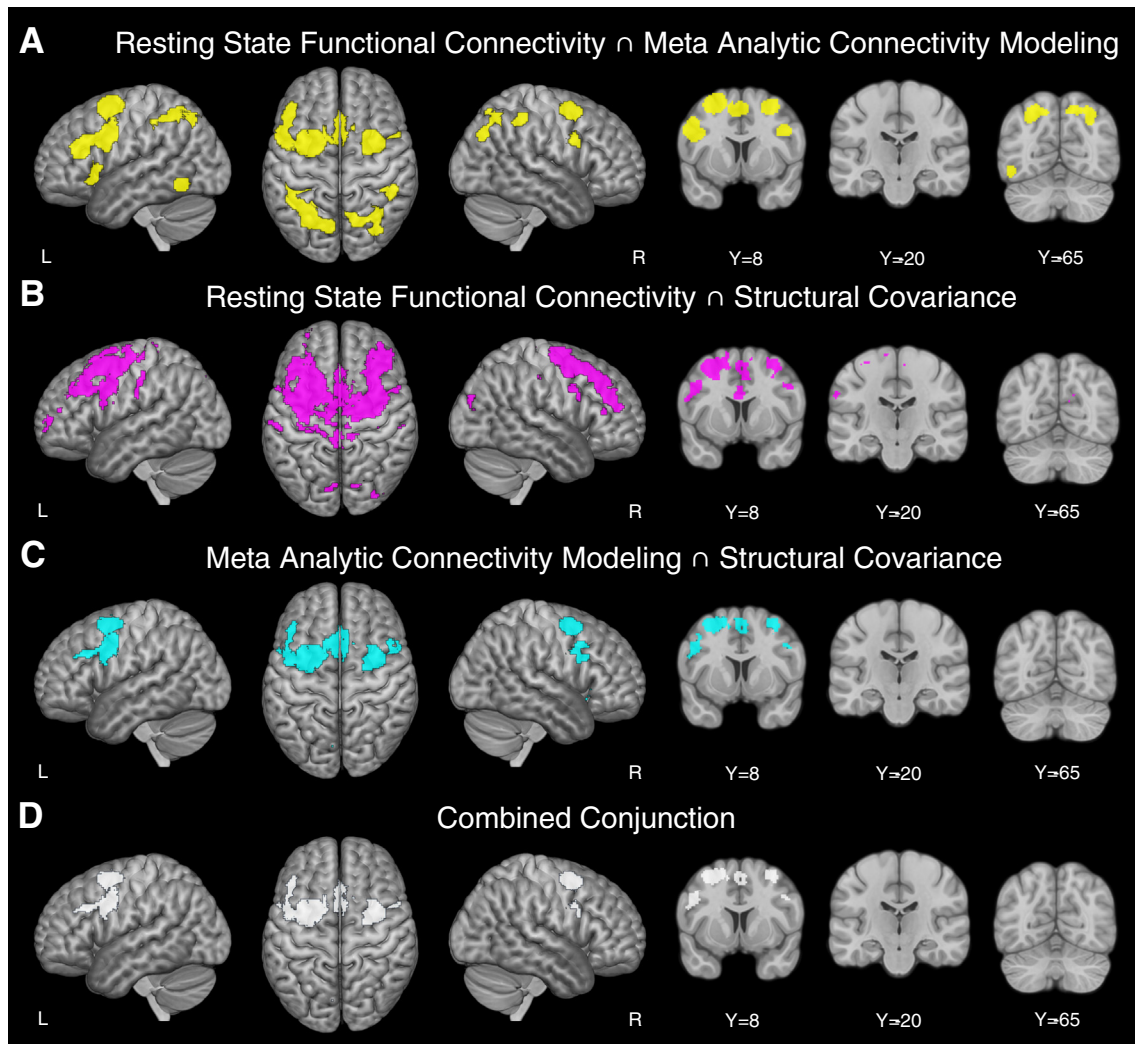 A Resting State Functional Connectivity ∩ Meta Analytic Connectivity Modeling
L R Y=8 Y=-20 Y=-65
B Resting State Functional Connectivity ∩ Structural Covariance
L R Y=8 Y=-20 Y=-65
C Meta Analytic Connectivity Modeling ∩ Structural Covariance
L R Y=8 Y=-20 Y=-65
D Combined Conjunction
L R Y=8 Y=-20 Y=-65